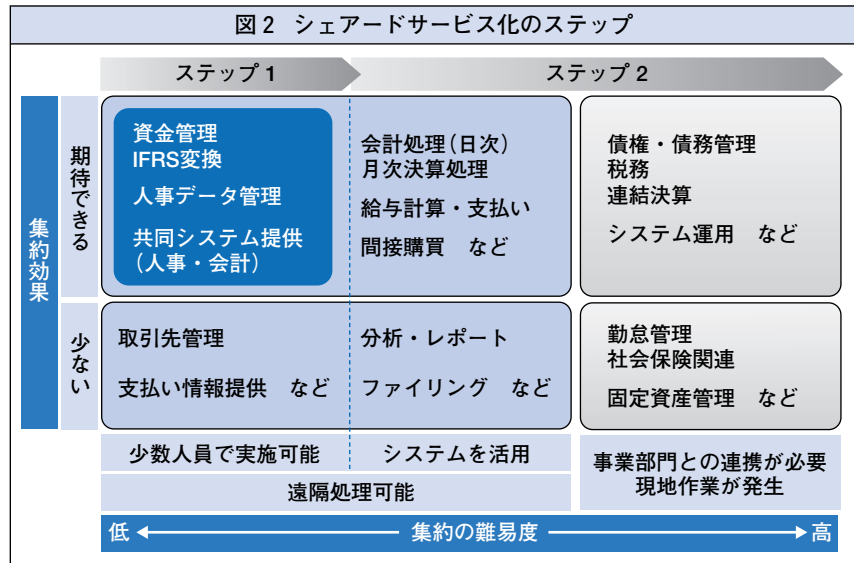 図2 シェアードサービス化のステップ
ステップ1
ステップ2
集約効果
期待できる
資金管理
IFRS変換
人事データ管理
共同システム提供
（人事・会計）
会計処理（日次）
月次決算処理
給与計算・支払い
間接購買 など
債権・債務管理
税務
連結決算
システム運用 など
少ない
取引先管理
支払い情報提供 など
分析・レポート
ファイリング など
勤怠管理
社会保険関連
固定資産管理 など
少数人員で実施可能
システムを活用
遠隔処理可能
事業部門との連携が必要
現地作業が発生
低
集約の難易度
高